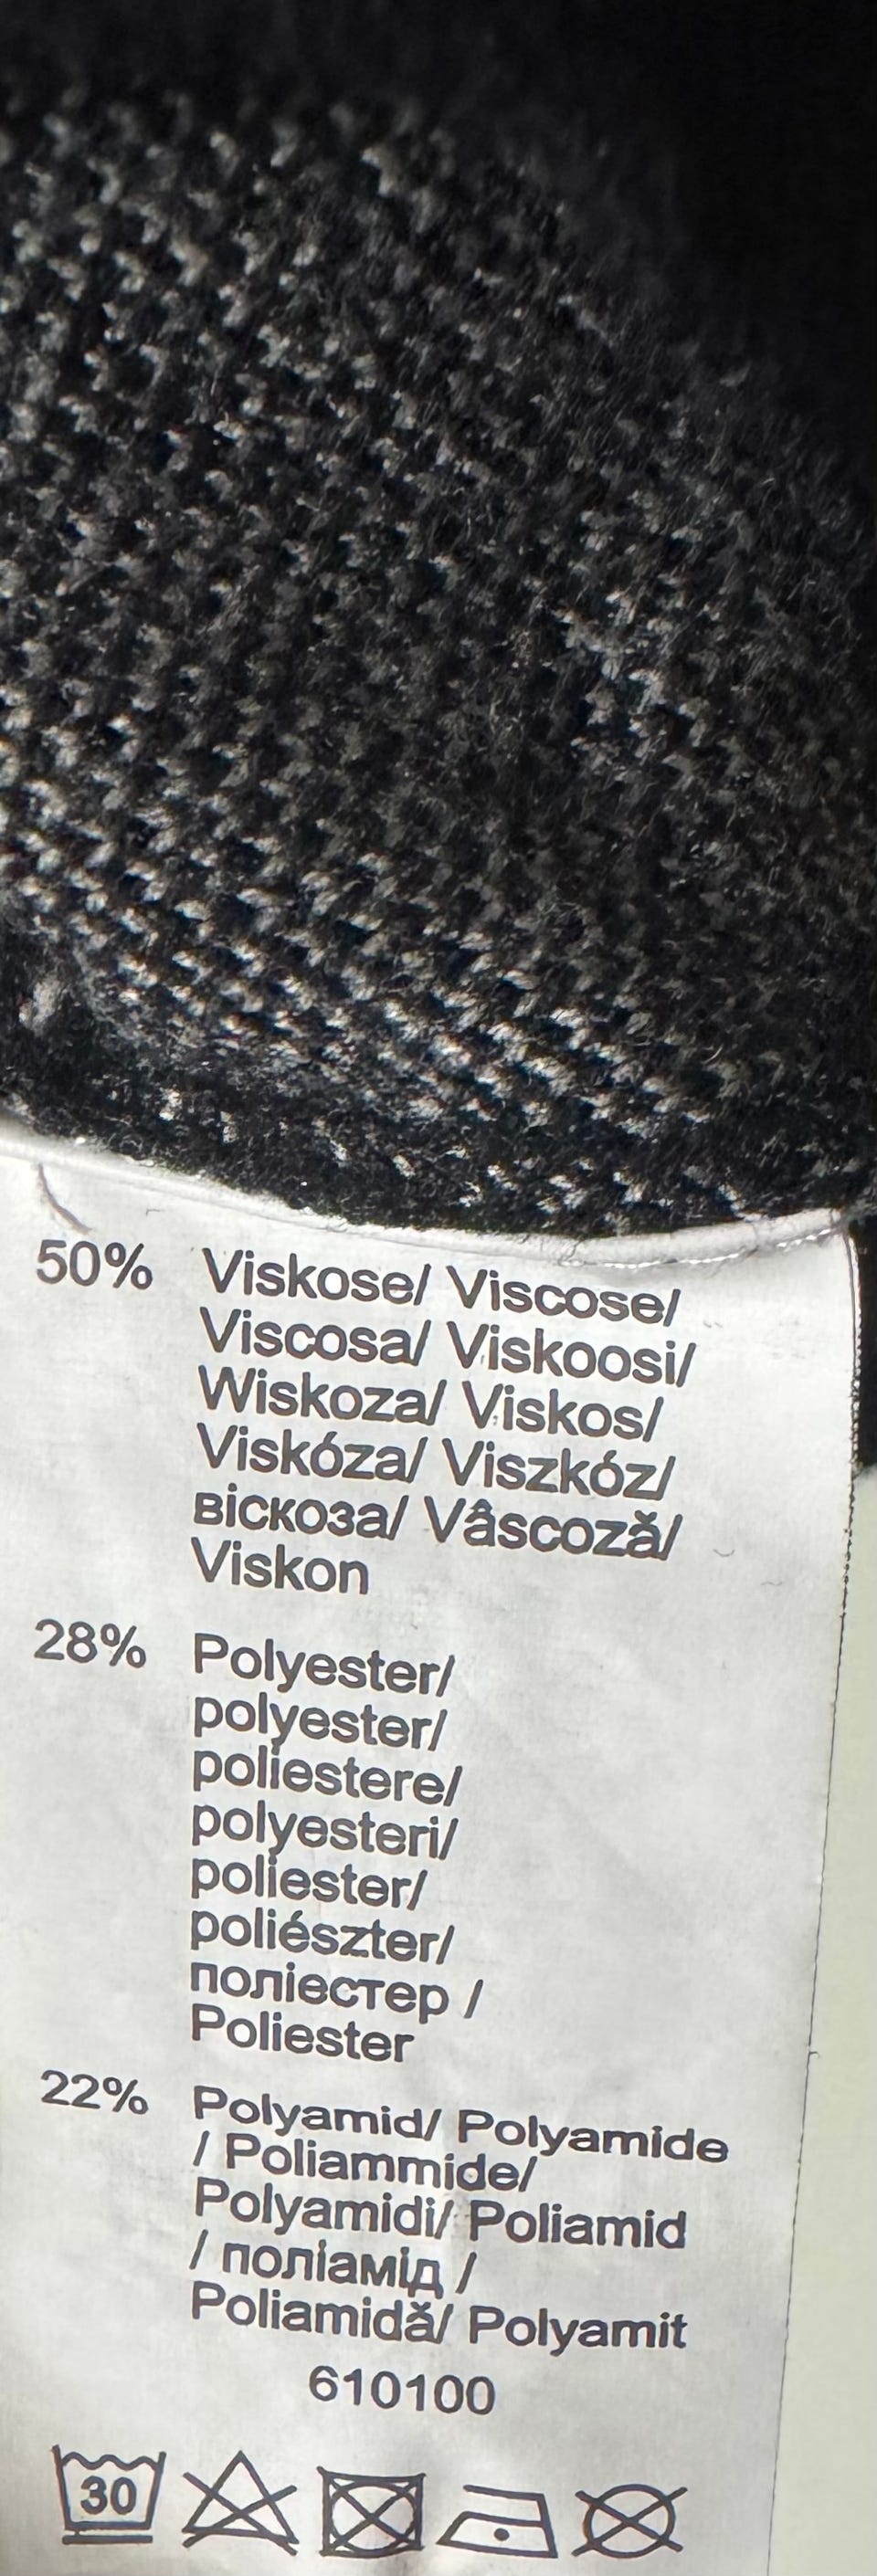 50% Viskose/ Viscose/
Viscosa/ Viskoosi/
Wiskoza/ Viskos/
Viskóza/ Viszkóz/
віскоза/ Vâscoză/
Viskon
28% Polyester/
polyester/
poliestere/
polyesteri/
poliester/
poliészter/
поліестер /
Poliester
22% Polyamid/ Polyamide
/ Poliammide/
Polyamidi/ Poliamid
/ поліамід /
Poliamidă/ Polyamit
610100
30